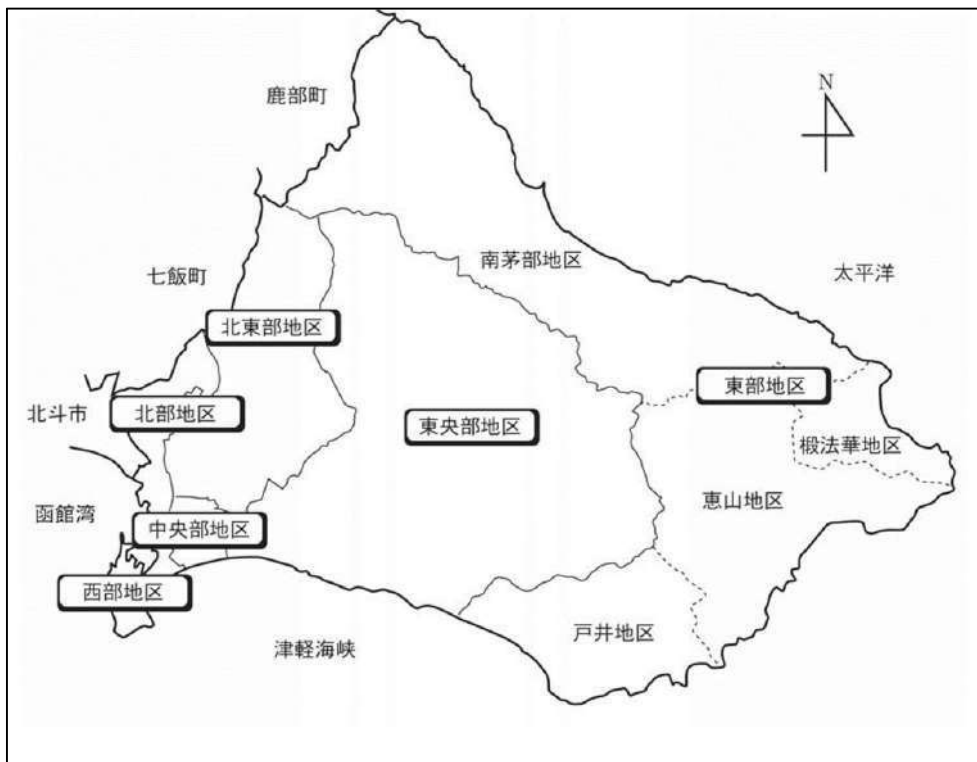 鹿部町
N
南茅部地区
太平洋
七飯町
北東部地区
東部地区
北斗市
北部地区
東央部地区
椴法華地区
恵山地区
函館湾
中央部地区
西部地区
戸井地区
津軽海峡